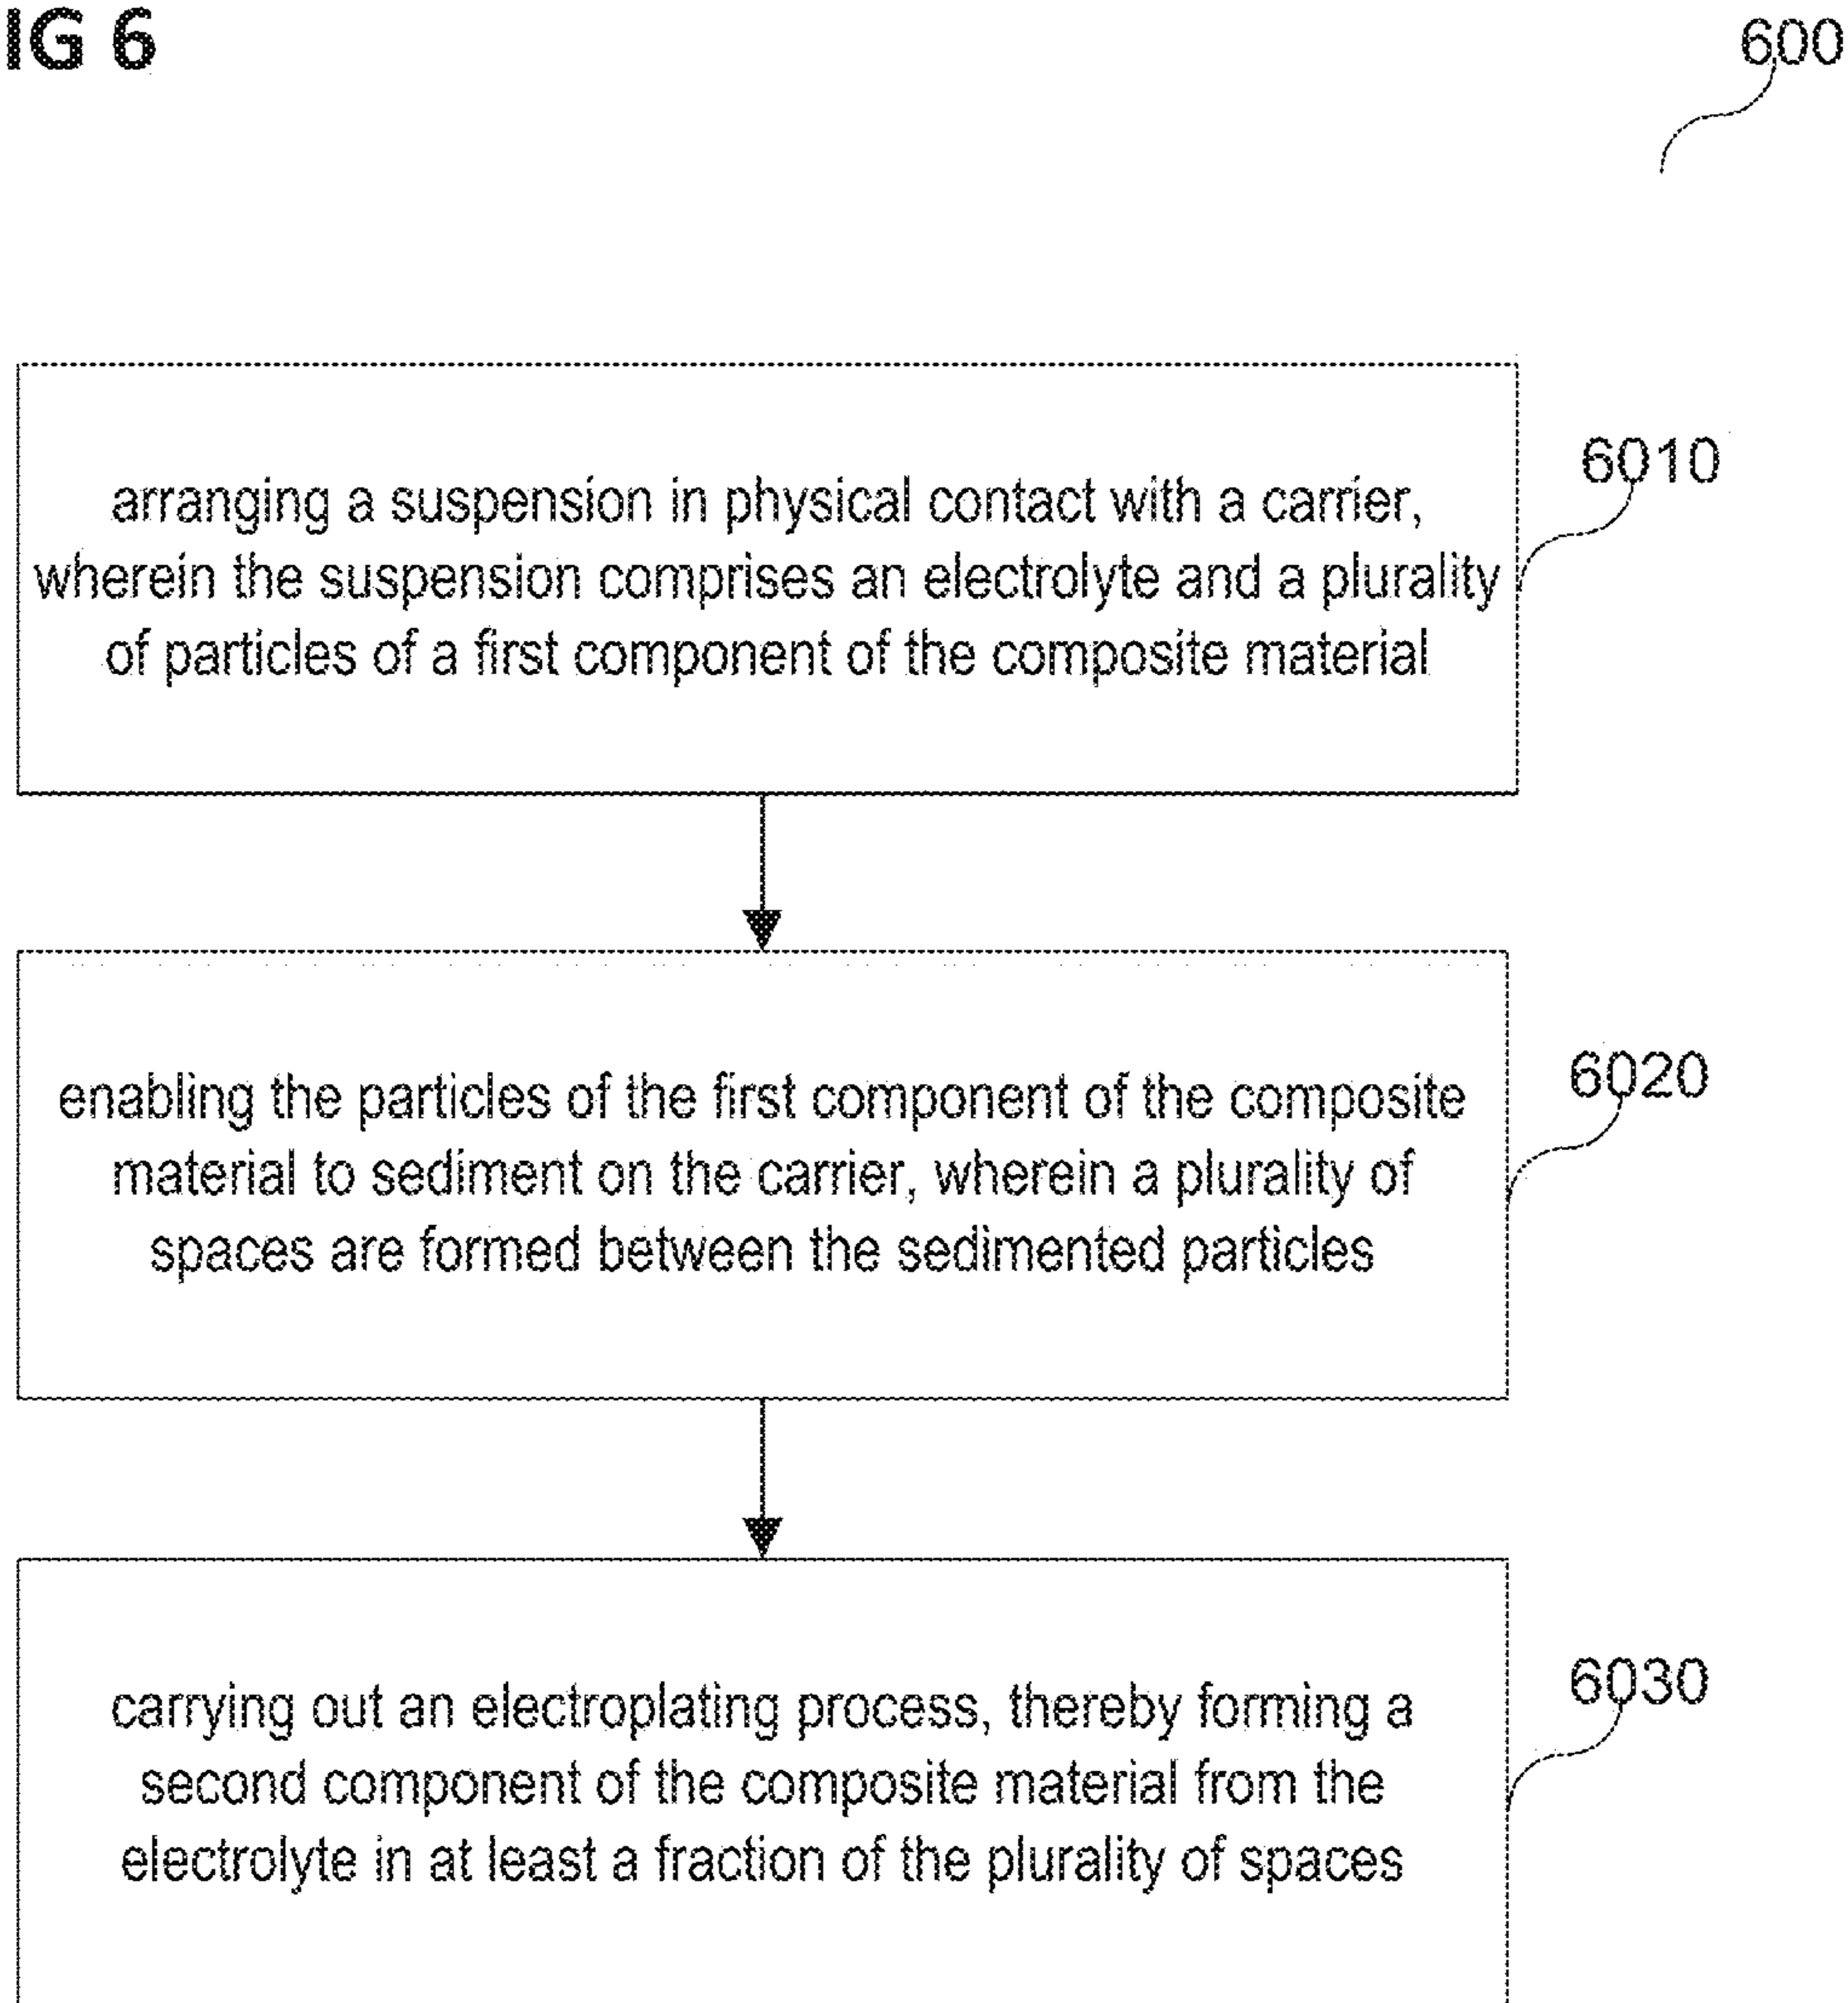 IG 6
600
arranging a suspension in physical contact with a carrier,
wherein the suspension comprises an electrolyte and a plurality
of particles of a first component of the composite material
6010
enabling the particles of the first component of the composite
material to sediment on the carrier, wherein a plurality of
spaces are formed between the sedimented particles
6020
carrying out an electroplating process, thereby forming a
second component of the composite material from the
electrolyte in at least a fraction of the plurality of spaces
6030